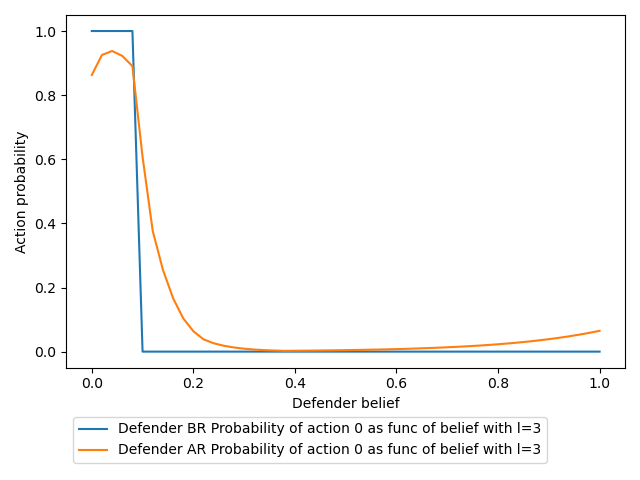 1.0
0.8
0.6
0.4
0.2
0.0
Action probability
0.0 0.2 0.4 0.6 0.8 1.0
Defender belief
Defender BR Probability of action 0 as func of belief with l=3
Defender AR Probability of action 0 as func of belief with l=3